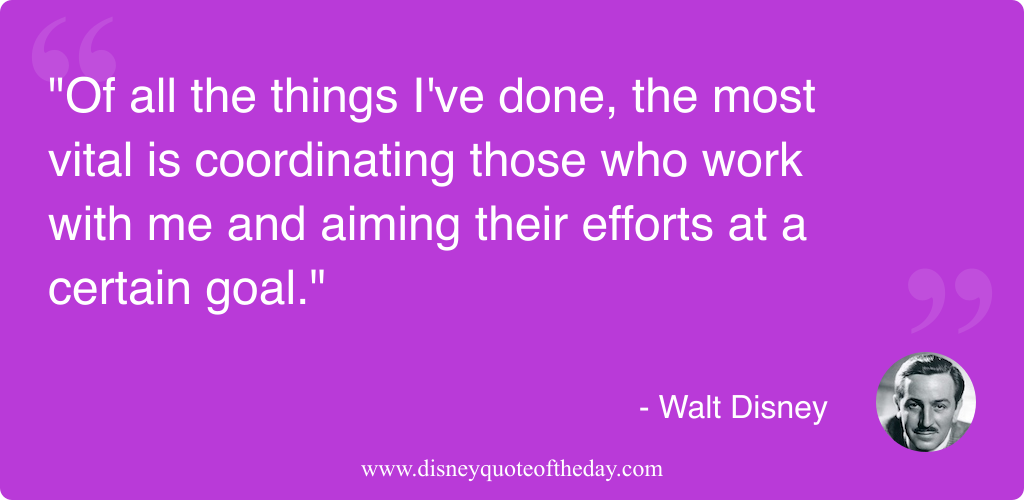 "Of all the things I've done, the most
vital is coordinating those who work
with me and aiming their efforts at a
certain goal."
- Walt Disney
www.disneyquoteoftheday.com